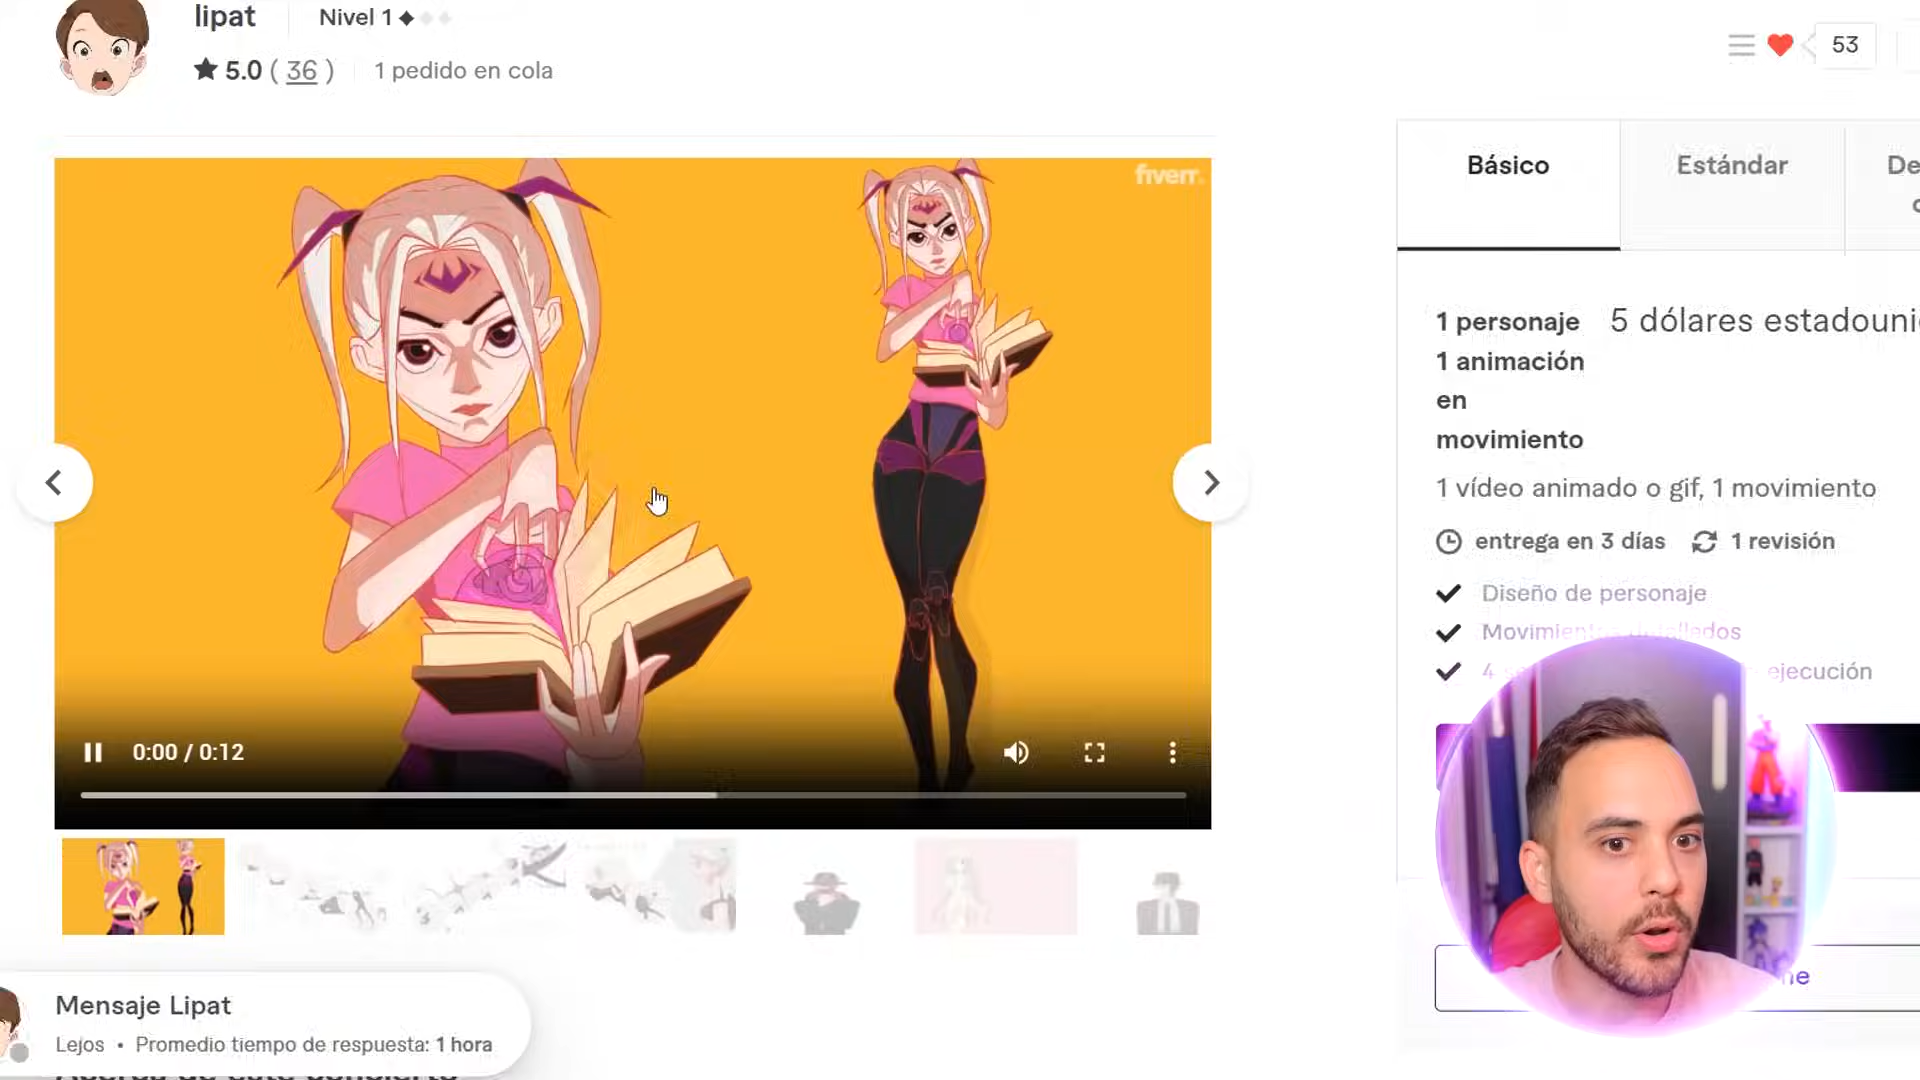 lipat
Nivel 1
5.0 ( 36 )
1 pedido en cola
53
fiverr.
Básico
Estándar
De
1 personaje
1 animación
en
movimiento
5 dólares estadouni
1 vídeo animado o gif, 1 movimiento
entrega en 3 días
1 revisión
Diseño de personaje
4
ejecución
0:00 / 0:12
Mensaje Lipat
Lejos • Promedio tiempo de respuesta: 1 hora